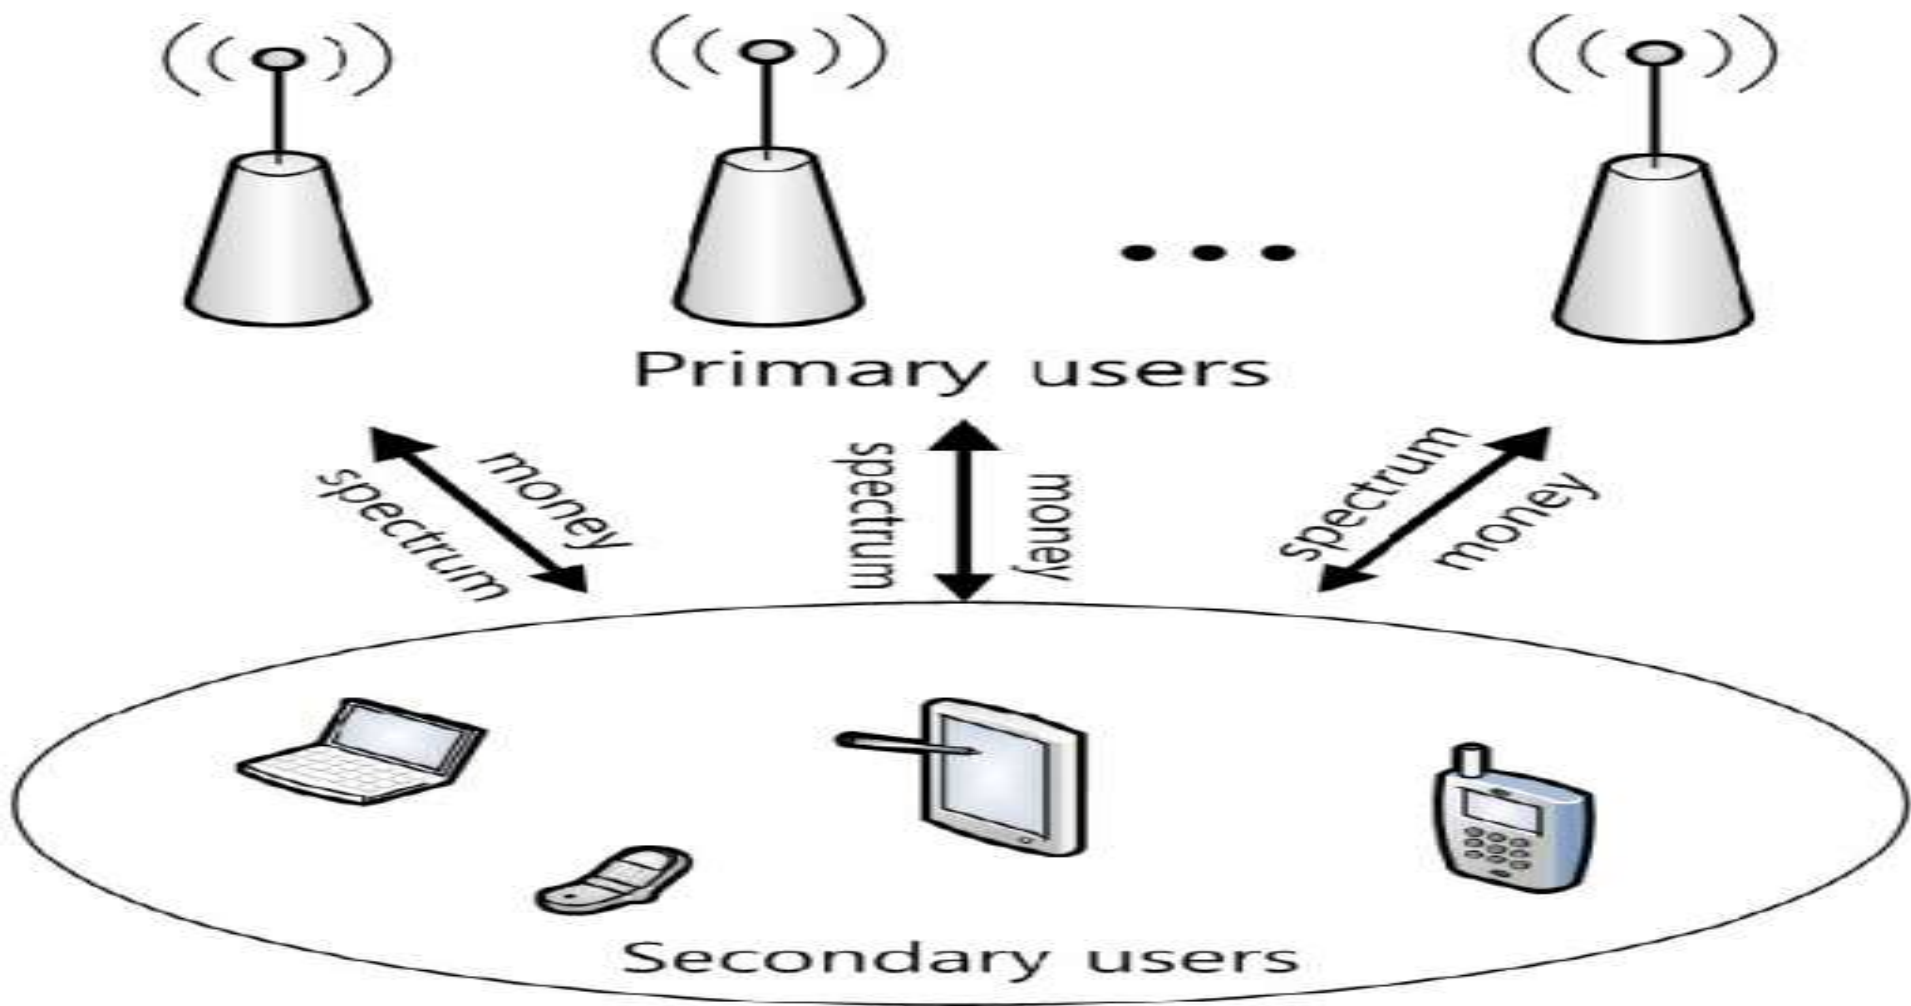 Primary users
spectrum
money
spectrum
money
spectrum
money
Secondary users